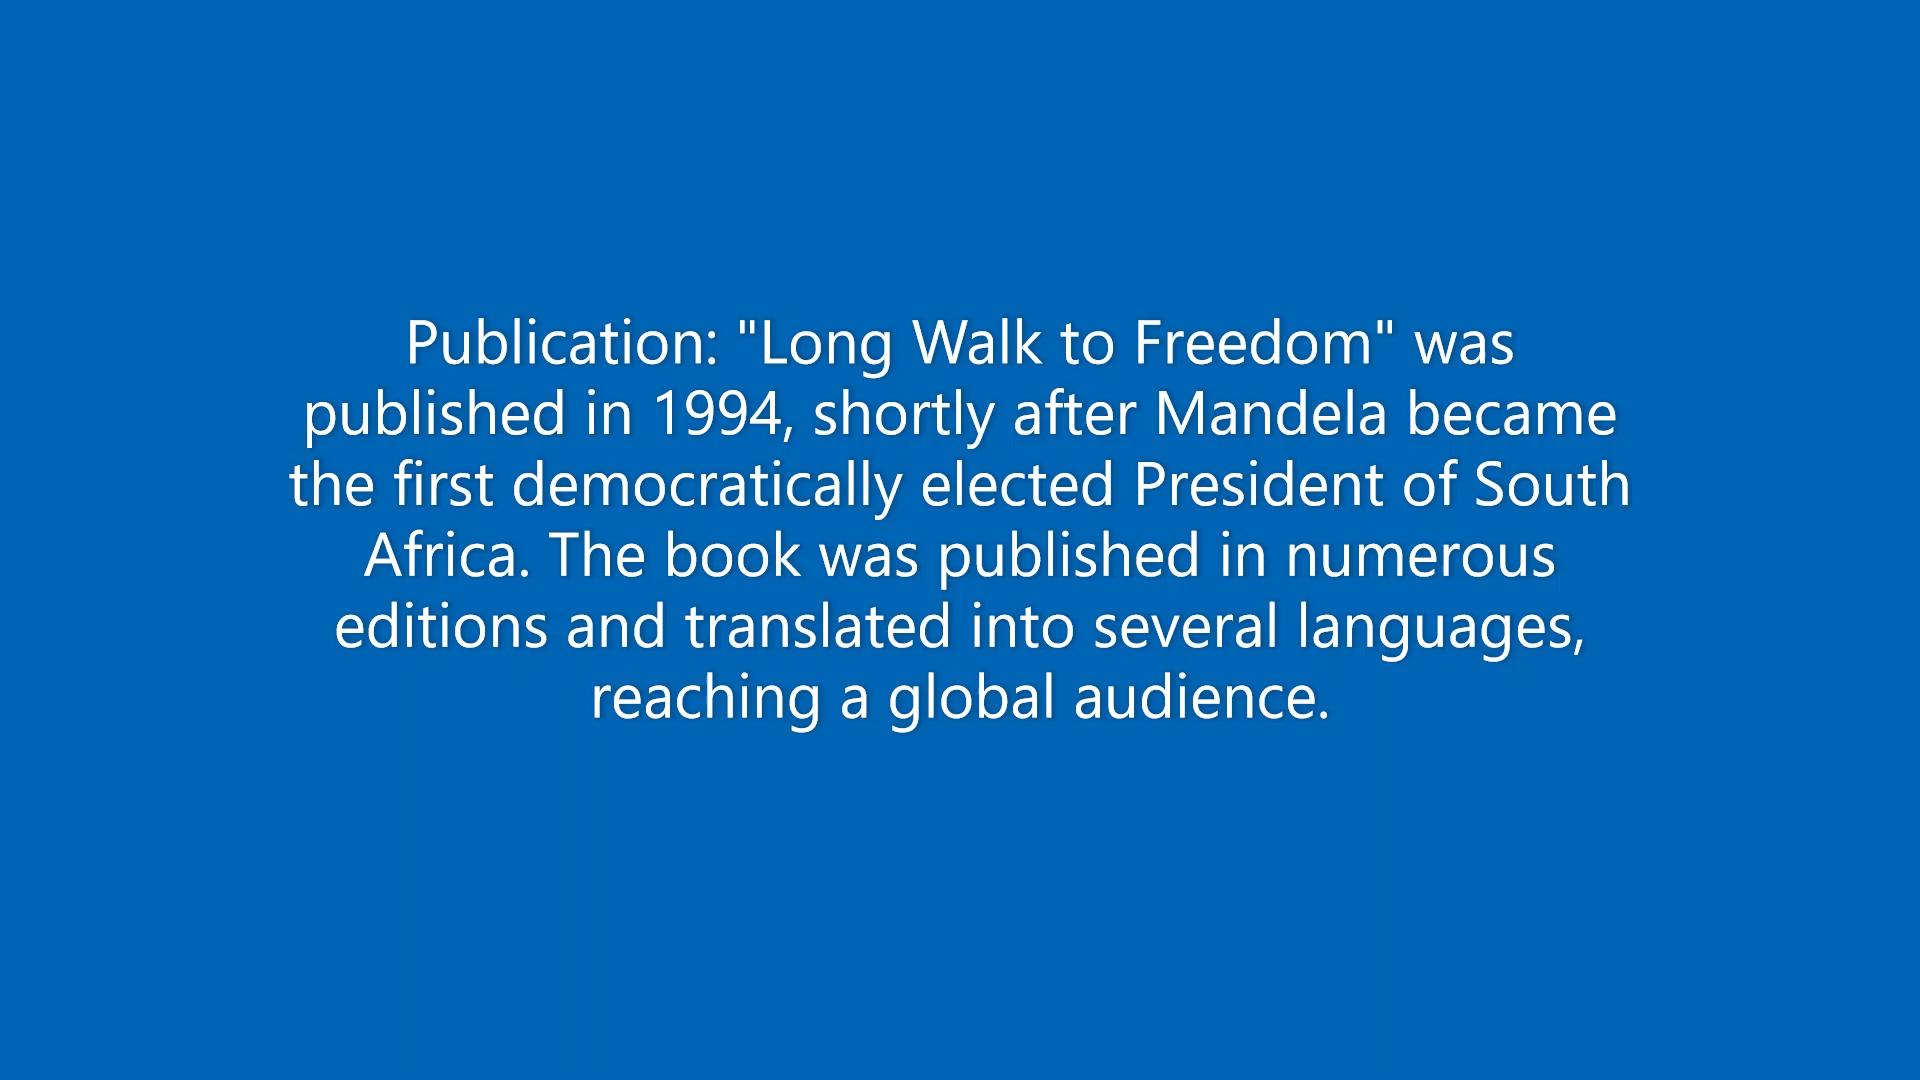 Publication: "Long Walk to Freedom" was
published in 1994, shortly after Mandela became
the first democratically elected President of South
Africa. The book was published in numerous
editions and translated into several languages,
reaching a global audience.